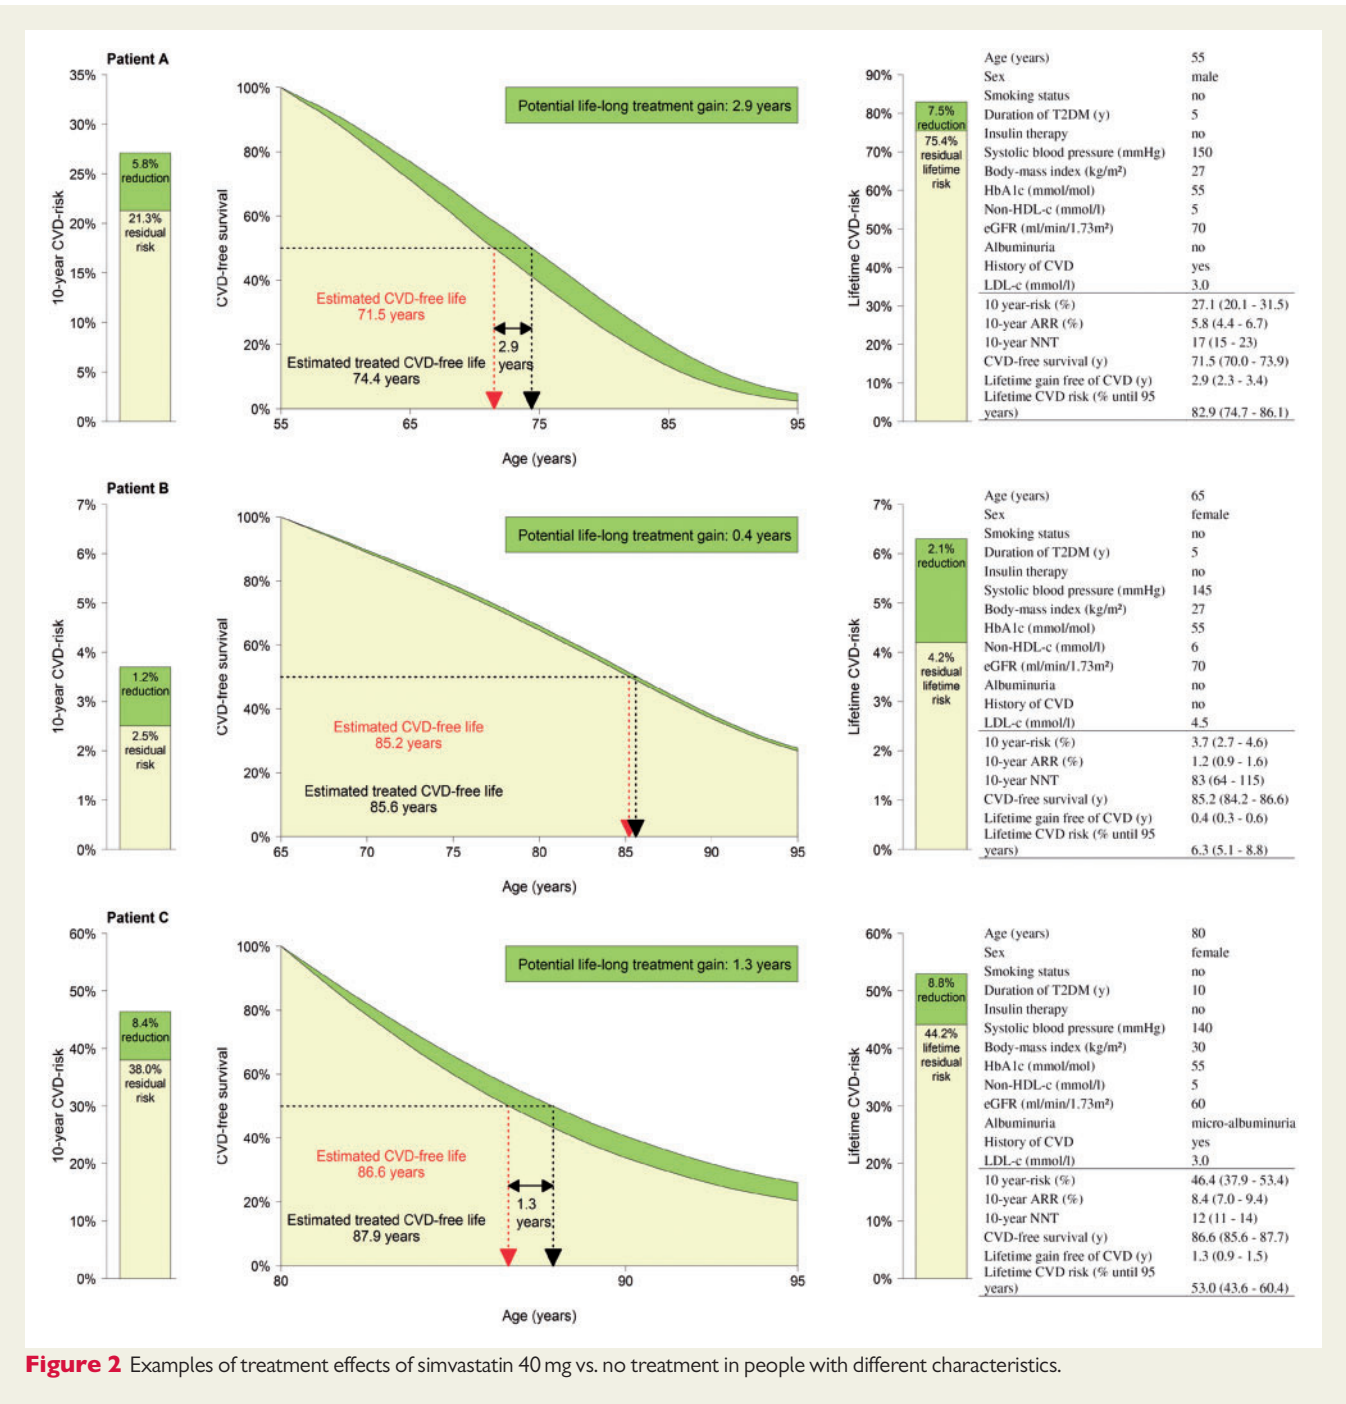 Patient A
35%
30%
25%
20%
15%
10%
5%
0%
10-year CVD-risk
5.8%
reduction
21.3%
residual
risk
100%
80%
60%
40%
20%
0%
CVD-free survival
Potential life-long treatment gain: 2.9 years
Estimated CVD-free life
71.5 years
Estimated treated CVD-free life
74.4 years
2.9
years
55
65
75
85
95
Age (years)
90%
80%
70%
60%
50%
40%
30%
20%
10%
0%
Lifetime CVD-risk
7.5%
reduction
75.4%
residual
lifetime
risk
Age (years) 55
Sex male
Smoking status no
Duration of T2DM (y) 5
Insulin therapy no
Systolic blood pressure (mmHg) 150
Body-mass index (kg/m²) 27
HbA1c (mmol/mol) 55
Non-HDL-c (mmol/l) 5
eGFR (ml/min/1.73m²) 70
Albuminuria no
History of CVD yes
LDL-c (mmol/l) 3.0
10 year-risk (%) 27.1 (20.1 - 31.5)
10-year ARR (%) 5.8 (4.4 - 6.7)
10-year NNT 17 (15 - 23)
CVD-free survival (y) 71.5 (70.0 - 73.9)
Lifetime gain free of CVD (y) 2.9 (2.3 - 3.4)
Lifetime CVD risk (% until 95
years) 82.9 (74.7 - 86.1)
Patient B
7%
6%
5%
4%
3%
2%
1%
0%
10-year CVD-risk
1.2%
reduction
2.5%
residual
risk
100%
80%
60%
40%
20%
0%
CVD-free survival
Potential life-long treatment gain: 0.4 years
Estimated CVD-free life
85.2 years
Estimated treated CVD-free life
85.6 years
65
70
75
80
85
90
95
Age (years)
7%
6%
5%
4%
3%
2%
1%
0%
Lifetime CVD-risk
2.1%
reduction
4.2%
residual
lifetime
risk
Age (years) 65
Sex female
Smoking status no
Duration of T2DM (y) 5
Insulin therapy no
Systolic blood pressure (mmHg) 145
Body-mass index (kg/m²) 27
HbA1c (mmol/mol) 55
Non-HDL-c (mmol/l) 6
eGFR (ml/min/1.73m²) 70
Albuminuria no
History of CVD no
LDL-c (mmol/l) 4.5
10 year-risk (%) 3.7 (2.7 - 4.6)
10-year ARR (%) 1.2 (0.9 - 1.6)
10-year NNT 83 (64 - 115)
CVD-free survival (y) 85.2 (84.2 - 86.6)
Lifetime gain free of CVD (y) 0.4 (0.3 - 0.6)
Lifetime CVD risk (% until 95
years) 6.3 (5.1 - 8.8)
Patient C
60%
50%
40%
30%
20%
10%
0%
10-year CVD-risk
8.4%
reduction
38.0%
residual
risk
100%
80%
60%
40%
20%
0%
CVD-free survival
Potential life-long treatment gain: 1.3 years
Estimated CVD-free life
86.6 years
Estimated treated CVD-free life
87.9 years
1.3
years
80
90
95
Age (years)
60%
50%
40%
30%
20%
10%
0%
Lifetime CVD-risk
8.8%
reduction
44.2%
lifetime
residual
risk
Age (years) 80
Sex female
Smoking status no
Duration of T2DM (y) 10
Insulin therapy no
Systolic blood pressure (mmHg) 140
Body-mass index (kg/m²) 30
HbA1c (mmol/mol) 55
Non-HDL-c (mmol/l) 5
eGFR (ml/min/1.73m²) 60
Albuminuria micro-albuminuria
History of CVD yes
LDL-c (mmol/l) 3.0
10 year-risk (%) 46.4 (37.9 - 53.4)
10-year ARR (%) 8.4 (7.0 - 9.4)
10-year NNT 12 (11 - 14)
CVD-free survival (y) 86.6 (85.6 - 87.7)
Lifetime gain free of CVD (y) 1.3 (0.9 - 1.5)
Lifetime CVD risk (% until 95
years) 53.0 (43.6 - 60.4)
Figure 2 Examples of treatment effects of simvastatin 40 mg vs. no treatment in people with different characteristics.